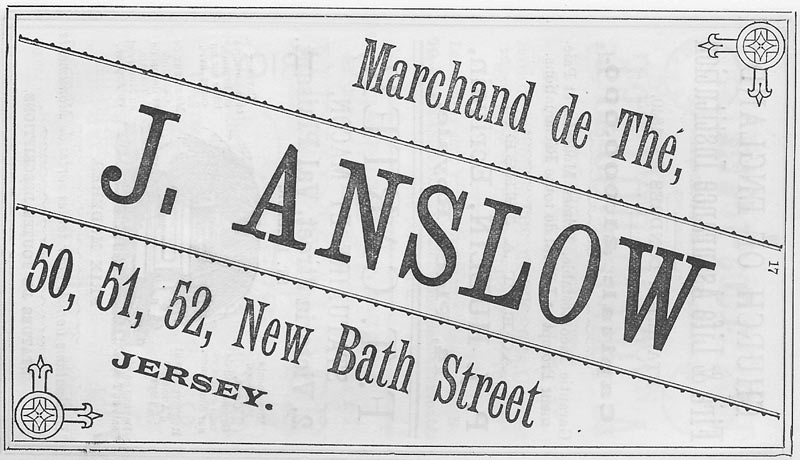 Marchand de Thé,
J. ANSLOW
50, 51, 52, New Bath Street
JERSEY.
17